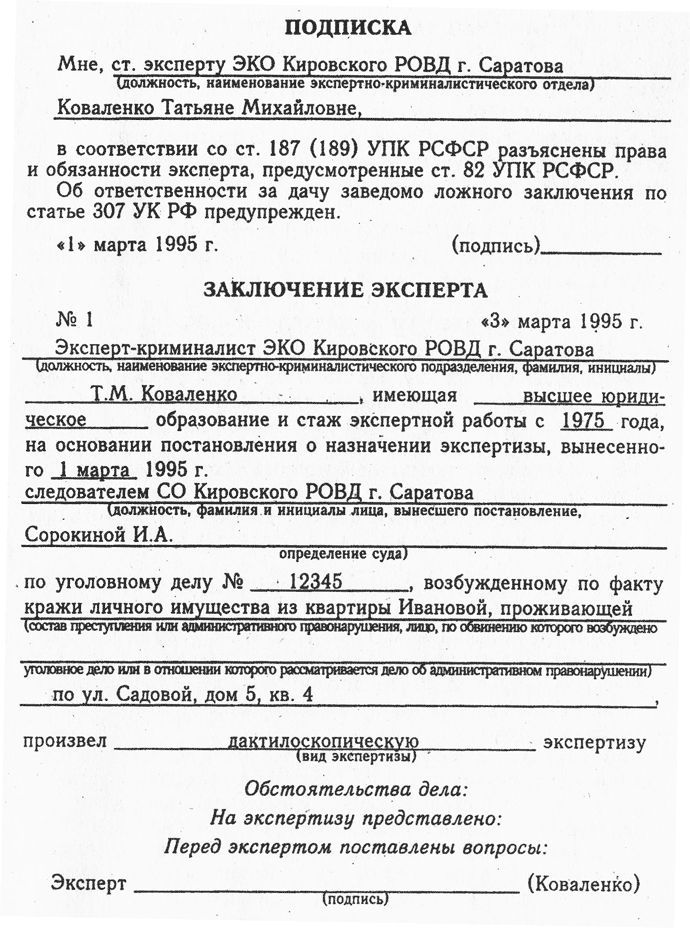 ПОДПИСКА
Мне, ст. эксперту ЭКО Кировского РОВД г. Саратова
(должность, наименование экспертно-криминалистического отдела)
Коваленко Татьяне Михайловне,
в соответствии со ст. 187 (189) УПК РСФСР разъяснены права
и обязанности эксперта, предусмотренные ст. 82 УПК РСФСР.
Об ответственности за дачу заведомо ложного заключения по
статье 307 УК РФ предупрежден.
«1» марта 1995 г. (подпись)
ЗАКЛЮЧЕНИЕ ЭКСПЕРТА
№ 1 «3» марта 1995 г.
Эксперт-криминалист ЭКО Кировского РОВД г. Саратова
(должность, наименование экспертно-криминалистического подразделения, фамилия, инициалы)
Т.М. Коваленко, имеющая высшее юриди-
ческое образование и стаж экспертной работы с 1975 года,
на основании постановления о назначении экспертизы, вынесенно-
го 1 марта 1995 г.
следователем СО Кировского РОВД г. Саратова
(должность, фамилия и инициалы лица, вынесшего постановление,
Сорокиной И.А.
определение суда)
по уголовному делу № 12345, возбужденному по факту
кражи личного имущества из квартиры Ивановой, проживающей
(состав преступления или административного правонарушения, лицо, по обвинению которого возбуждено
уголовное дело или в отношении которого рассматривается дело об административном правонарушении)
по ул. Садовой, дом 5, кв. 4,
произвел дактилоскопическую экспертизу
(вид экспертизы)
Обстоятельства дела:
На экспертизу представлено:
Перед экспертом поставлены вопросы:
Эксперт (Коваленко)
(подпись)